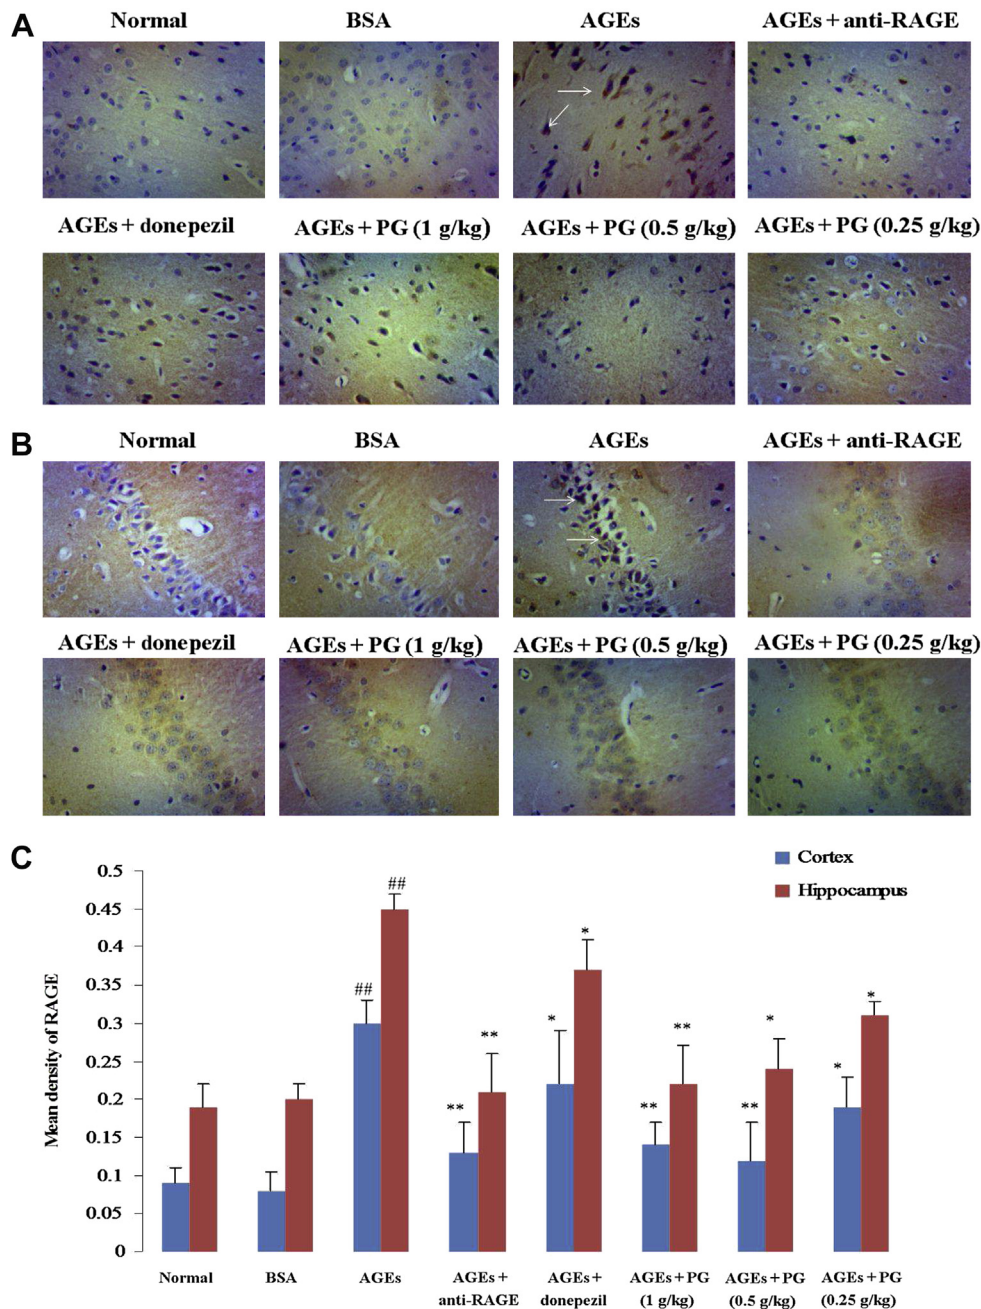 A
Normal BSA AGEs AGEs + anti-RAGE
AGEs + donepezil AGEs + PG (1 g/kg) AGEs + PG (0.5 g/kg) AGEs + PG (0.25 g/kg)
B
Normal BSA AGEs AGEs + anti-RAGE
AGEs + donepezil AGEs + PG (1 g/kg) AGEs + PG (0.5 g/kg) AGEs + PG (0.25 g/kg)
C
Cortex
Hippocampus
Mean density of RAGE
0.5
0.45
0.4
0.35
0.3
0.25
0.2
0.15
0.1
0.05
0
## ##
** **
* *
** **
** *
* *
Normal
BSA
AGEs
AGEs +
anti-RAGE
AGEs +
donepezil
AGEs + PG
(1 g/kg)
AGEs + PG
(0.5 g/kg)
AGEs + PG
(0.25 g/kg)